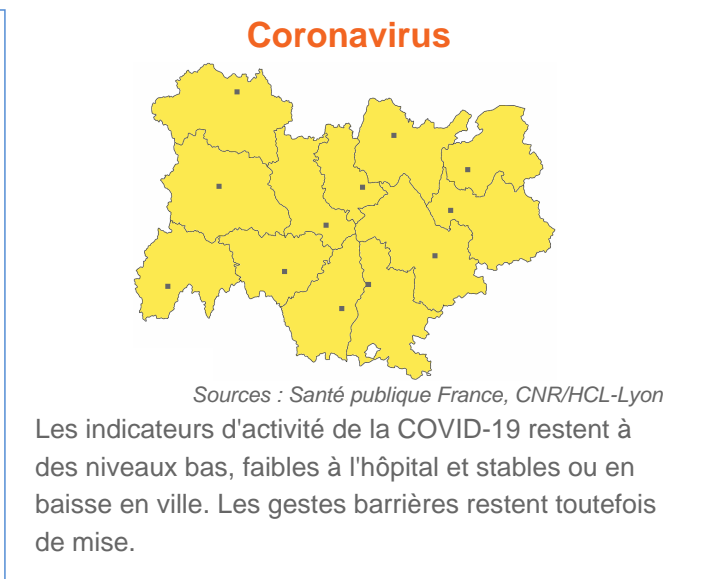 Coronavirus
Sources : Santé publique France, CNR/HCL-Lyon
Les indicateurs d'activité de la COVID-19 restent à
des niveaux bas, faibles à l'hôpital et stables ou en
baisse en ville. Les gestes barrières restent toutefois
de mise.